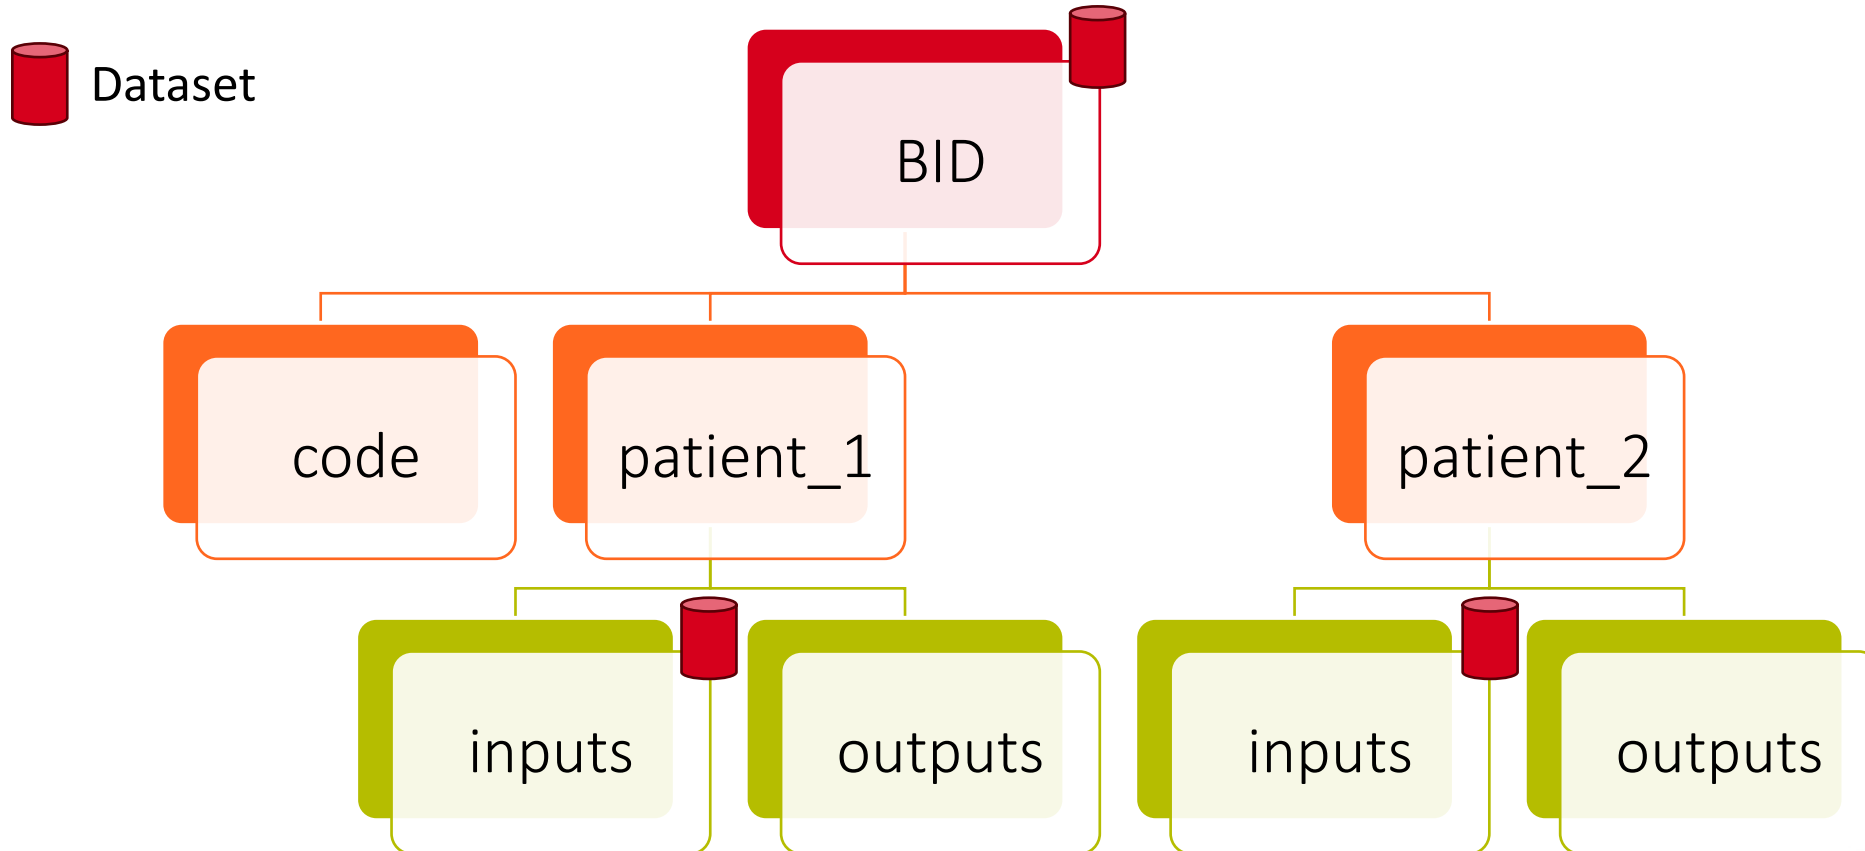 Dataset
BID
code
patient_1
patient_2
inputs
outputs
inputs
outputs